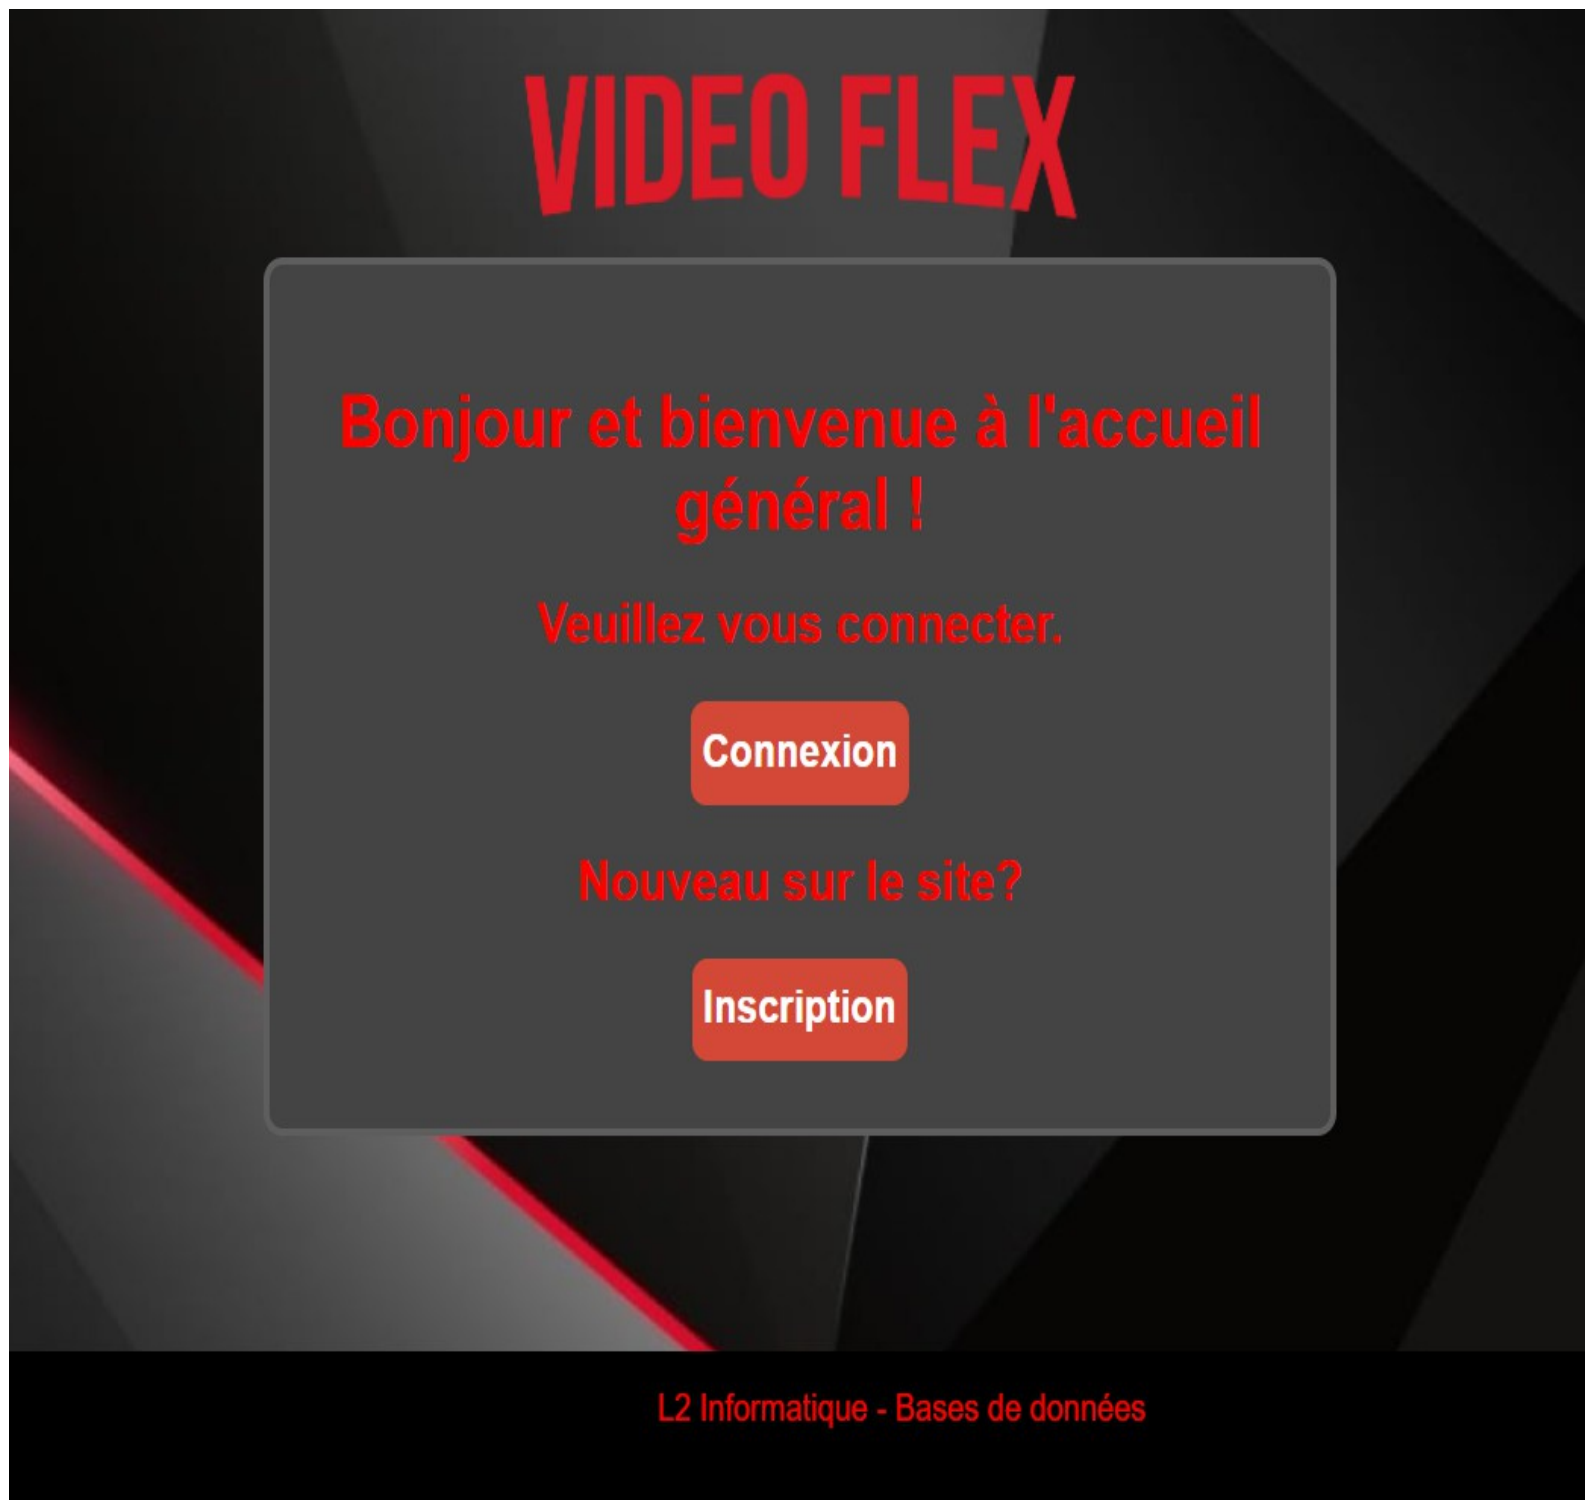 VIDEO FLEX
Bonjour et bienvenue à l'accueil
général !
Veuillez vous connecter.
Connexion
Nouveau sur le site?
Inscription
L2 Informatique - Bases de données